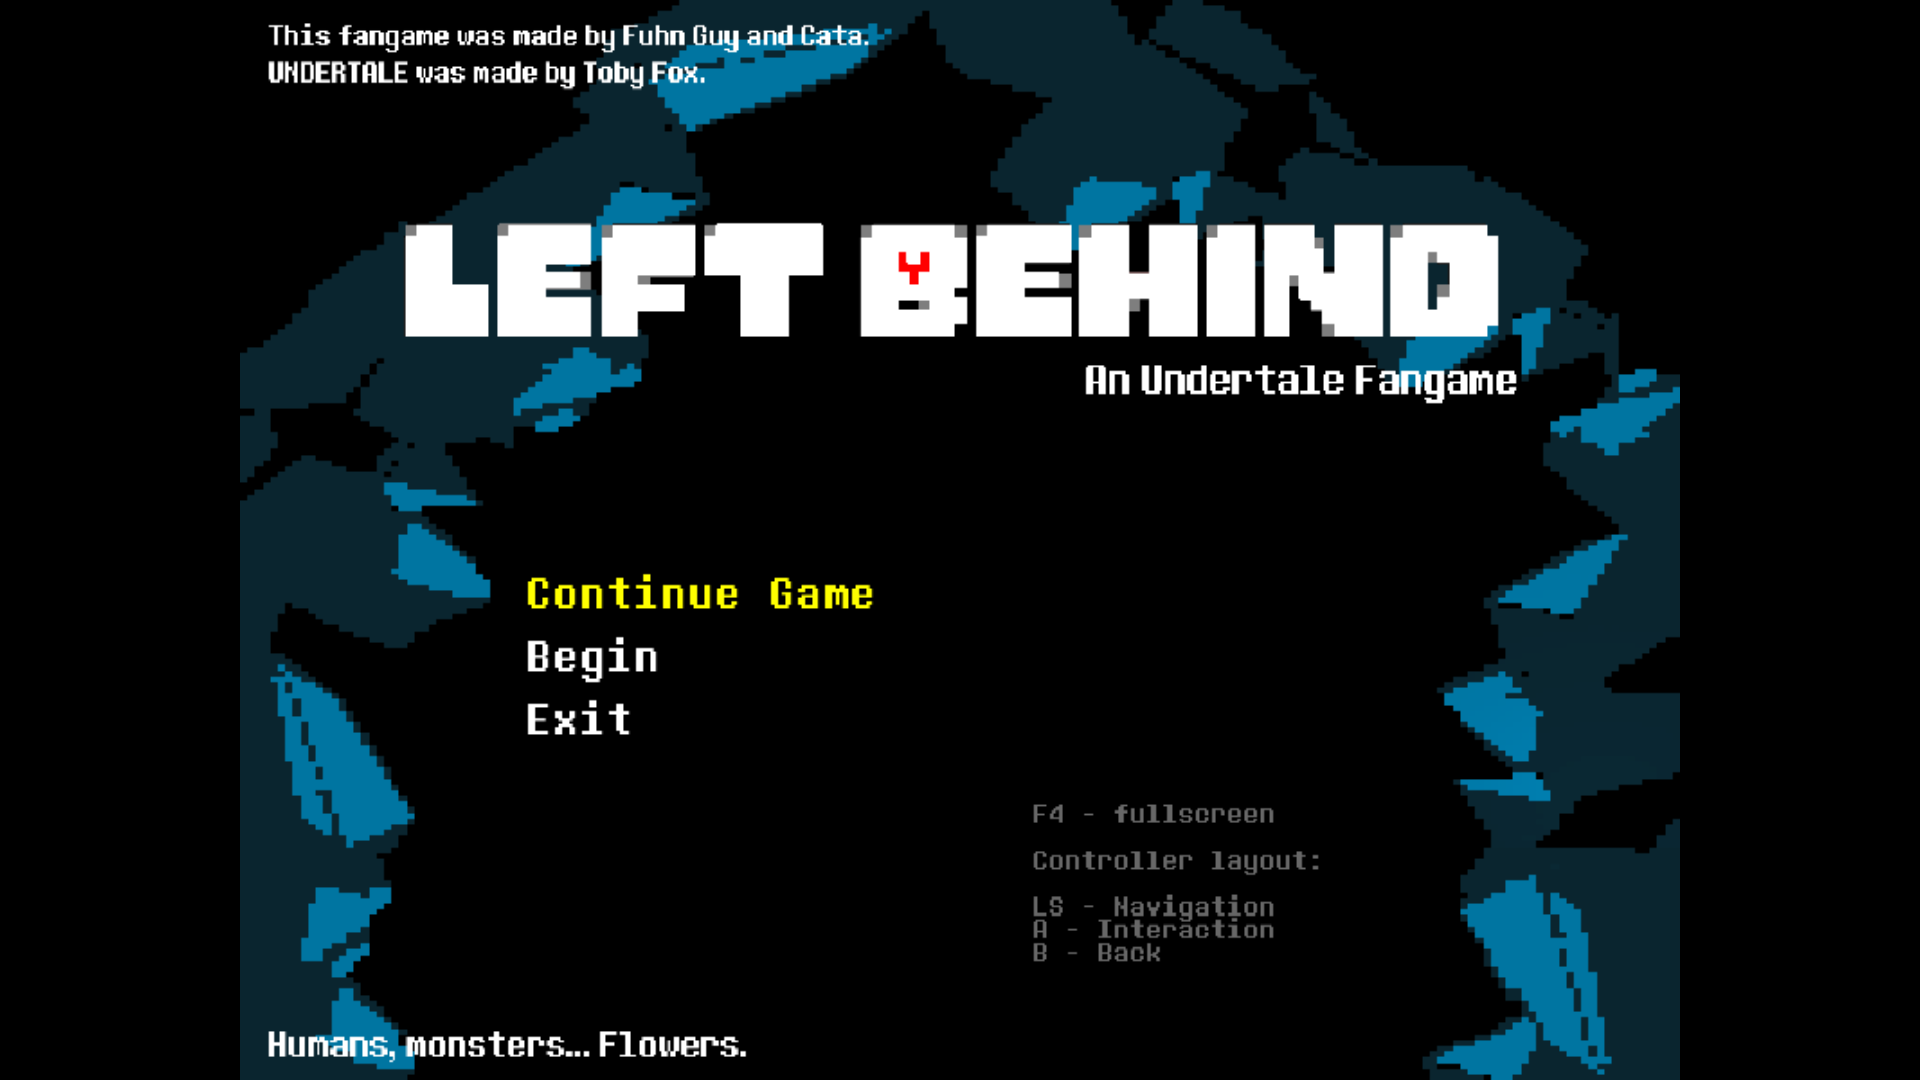 This fangame was made by Fuhn Guy and Cata.
UNDERTALE was made by Toby Fox.
LEFT BEHIND
An Undertale Fangame
Continue Game
Begin
Exit
F4 - fullscreen
Controller layout:
LS - Navigation
A - Interaction
B - Back
Humans, monsters... Flowers.